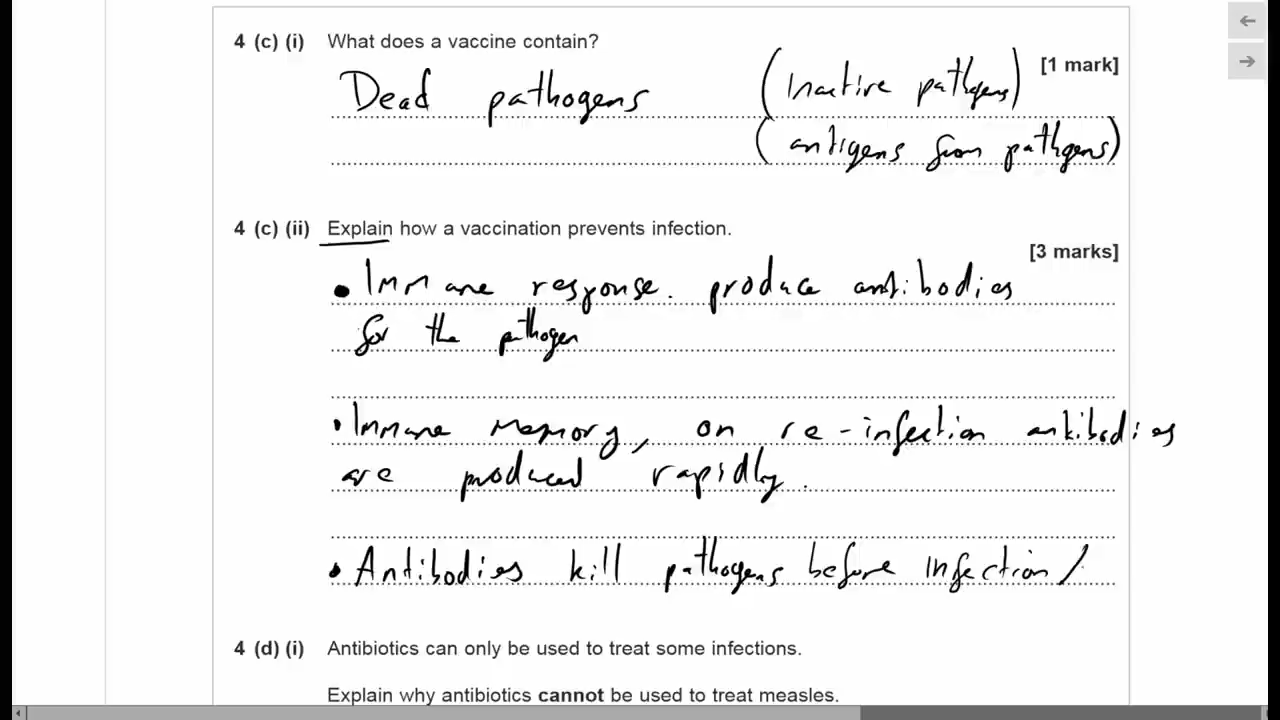 4 (c) (i) What does a vaccine contain?
[1 mark]
Dead pathogens (Inactive pathgens)
(antigens from pathgens)
4 (c) (ii) Explain how a vaccination prevents infection.
[3 marks]
• Immune response. produce antibodies
for the pathogen
• Immune memory, on re-infection antibodies
are produced rapidly.
• Antibodies kill pathogens before infection/
4 (d) (i) Antibiotics can only be used to treat some infections.
Explain why antibiotics cannot be used to treat measles.